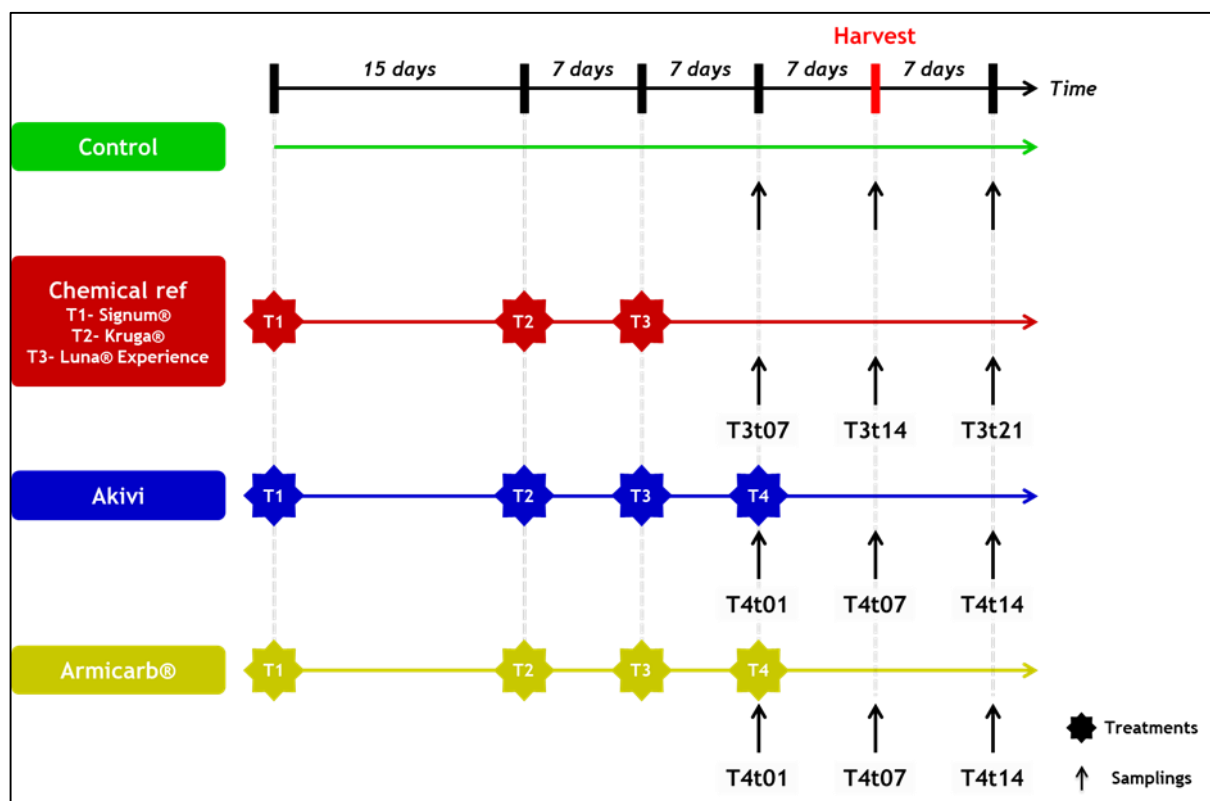 Harvest
15 days
7 days
7 days
7 days
7 days
Time
Control
Chemical ref
T1- Signum®
T2- Kruga®
T3- Luna® Experience
T1
T2
T3
T3t07
T3t14
T3t21
Akivi
T1
T2
T3
T4
T4t01
T4t07
T4t14
Armicarb®
T1
T2
T3
T4
T4t01
T4t07
T4t14
Treatments
Samplings